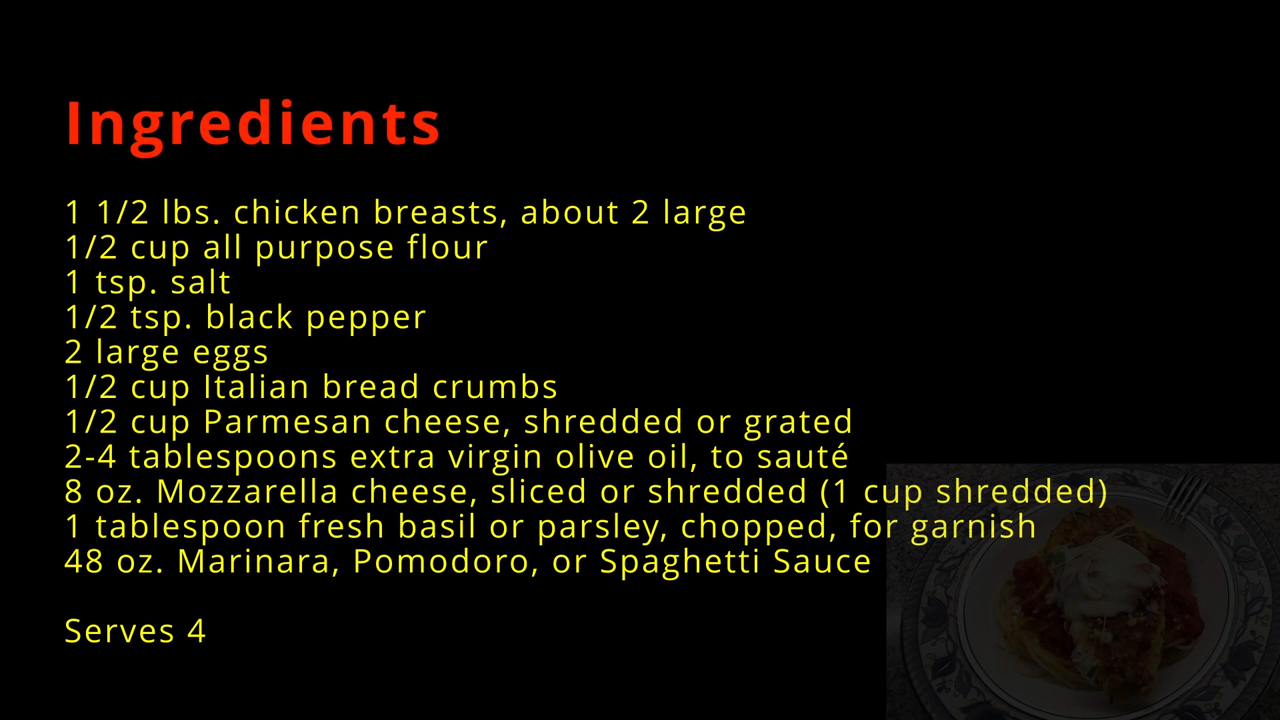 Ingredients
1 1/2 lbs. chicken breasts, about 2 large
1/2 cup all purpose flour
1 tsp. salt
1/2 tsp. black pepper
2 large eggs
1/2 cup Italian bread crumbs
1/2 cup Parmesan cheese, shredded or grated
2-4 tablespoons extra virgin olive oil, to sauté
8 oz. Mozzarella cheese, sliced or shredded (1 cup shredded)
1 tablespoon fresh basil or parsley, chopped, for garnish
48 oz. Marinara, Pomodoro, or Spaghetti Sauce
Serves 4